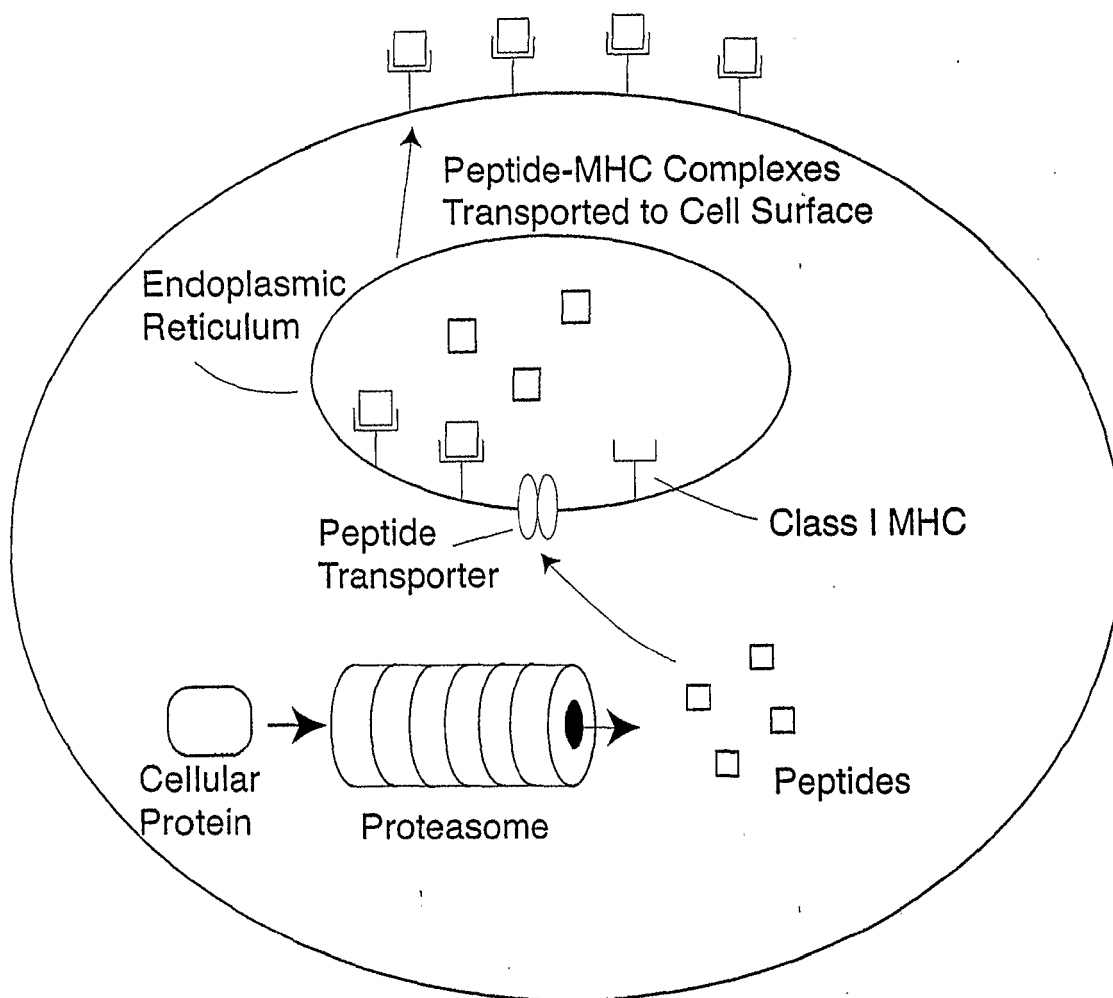 Peptide-MHC Complexes
Transported to Cell Surface
Endoplasmic
Reticulum
Class I MHC
Peptide
Transporter
Cellular
Protein
Proteasome
Peptides